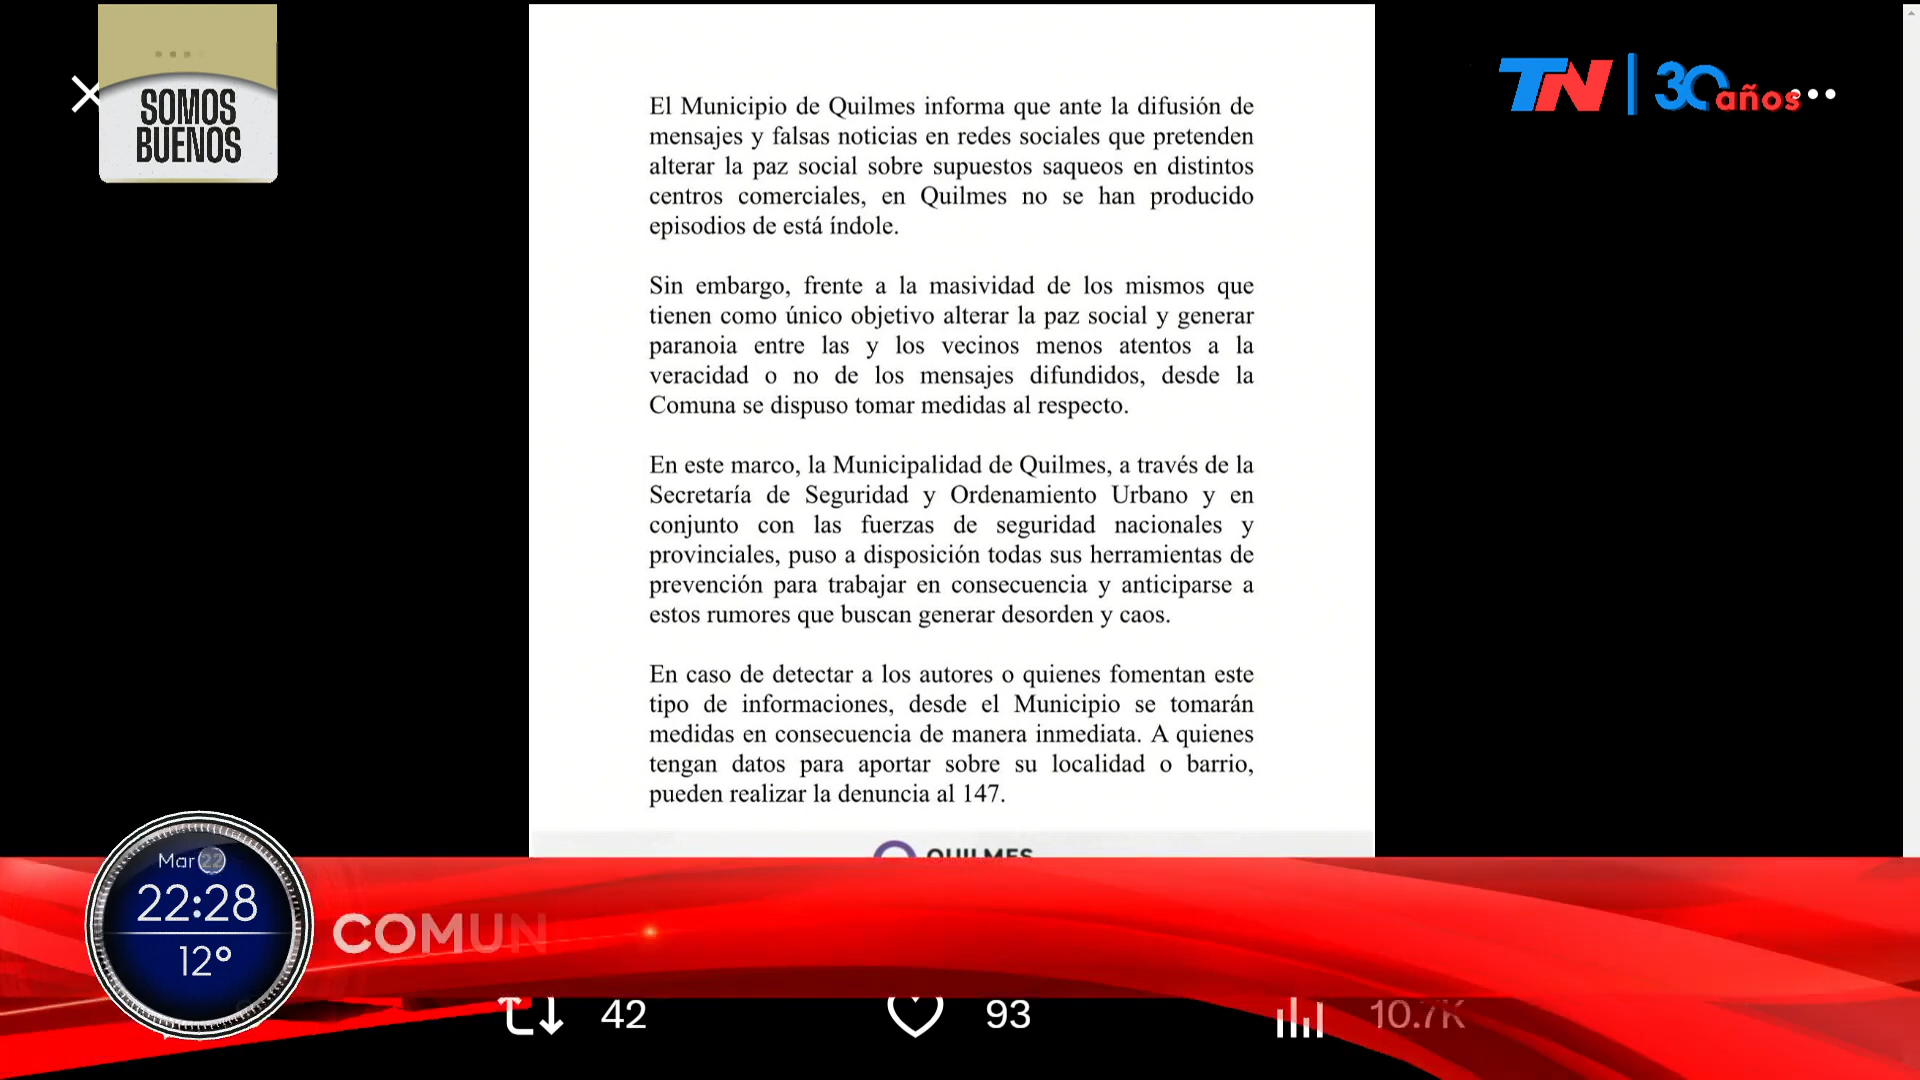 SOMOS
BUENOS
TN 30 años
El Municipio de Quilmes informa que ante la difusión de
mensajes y falsas noticias en redes sociales que pretenden
alterar la paz social sobre supuestos saqueos en distintos
centros comerciales, en Quilmes no se han producido
episodios de está índole.
Sin embargo, frente a la masividad de los mismos que
tienen como único objetivo alterar la paz social y generar
paranoia entre las y los vecinos menos atentos a la
veracidad o no de los mensajes difundidos, desde la
Comuna se dispuso tomar medidas al respecto.
En este marco, la Municipalidad de Quilmes, a través de la
Secretaría de Seguridad y Ordenamiento Urbano y en
conjunto con las fuerzas de seguridad nacionales y
provinciales, puso a disposición todas sus herramientas de
prevención para trabajar en consecuencia y anticiparse a
estos rumores que buscan generar desorden y caos.
En caso de detectar a los autores o quienes fomentan este
tipo de informaciones, desde el Municipio se tomarán
medidas en consecuencia de manera inmediata. A quienes
tengan datos para aportar sobre su localidad o barrio,
pueden realizar la denuncia al 147.
QUILMES
Mar 22
22:28
12°
COMUN
42
93
10.7K